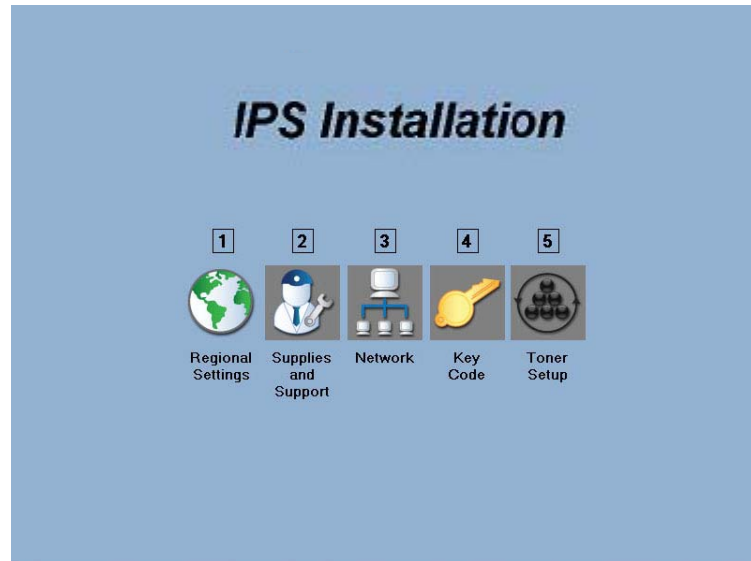 IPS Installation
1 2 3 4 5
Regional Settings
Supplies and Support
Network
Key Code
Toner Setup